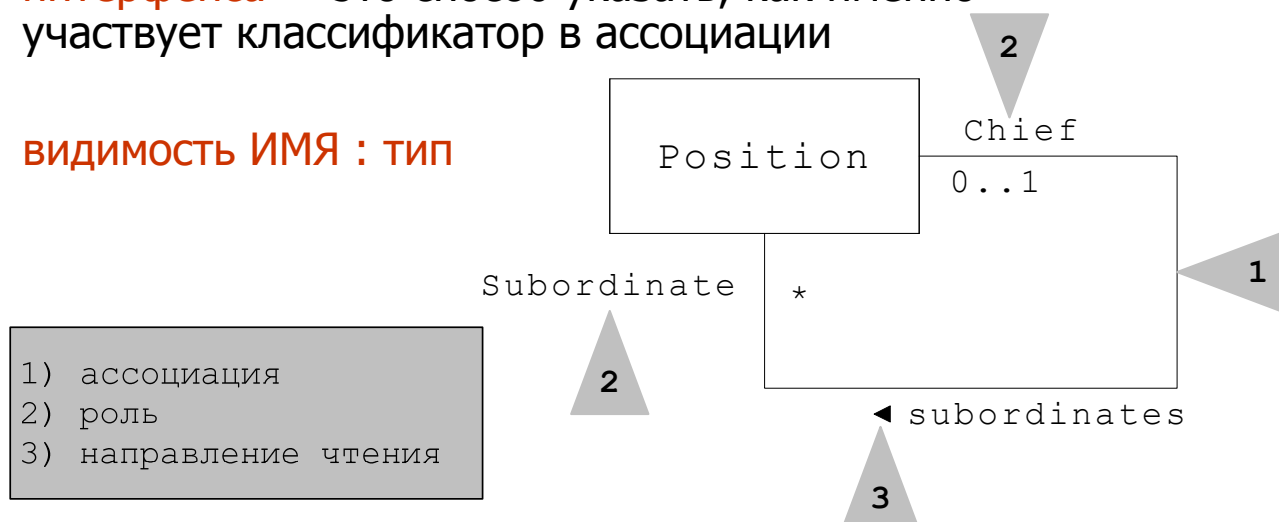 участвует классификатор в ассоциации
2
видимость ИМЯ : тип
Chief
Position
0..1
1
Subordinate
*
1) ассоциация
2) роль
3) направление чтения
2
◄ subordinates
3